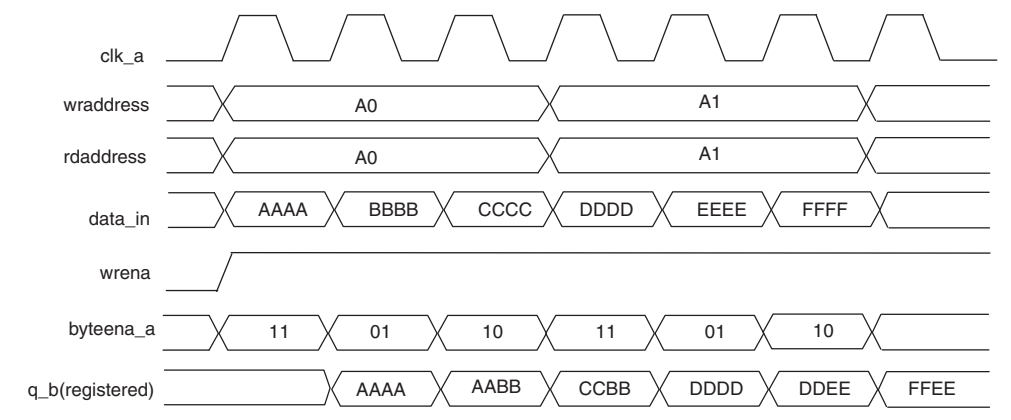 clk_a
wraddress A0 A1
rdaddress A0 A1
data_in AAAA BBBB CCCC DDDD EEEE FFFF
wrena
byteena_a 11 01 10 11 01 10
q_b(registered) AAAA AABB CCBB DDDD DDEE FFEE